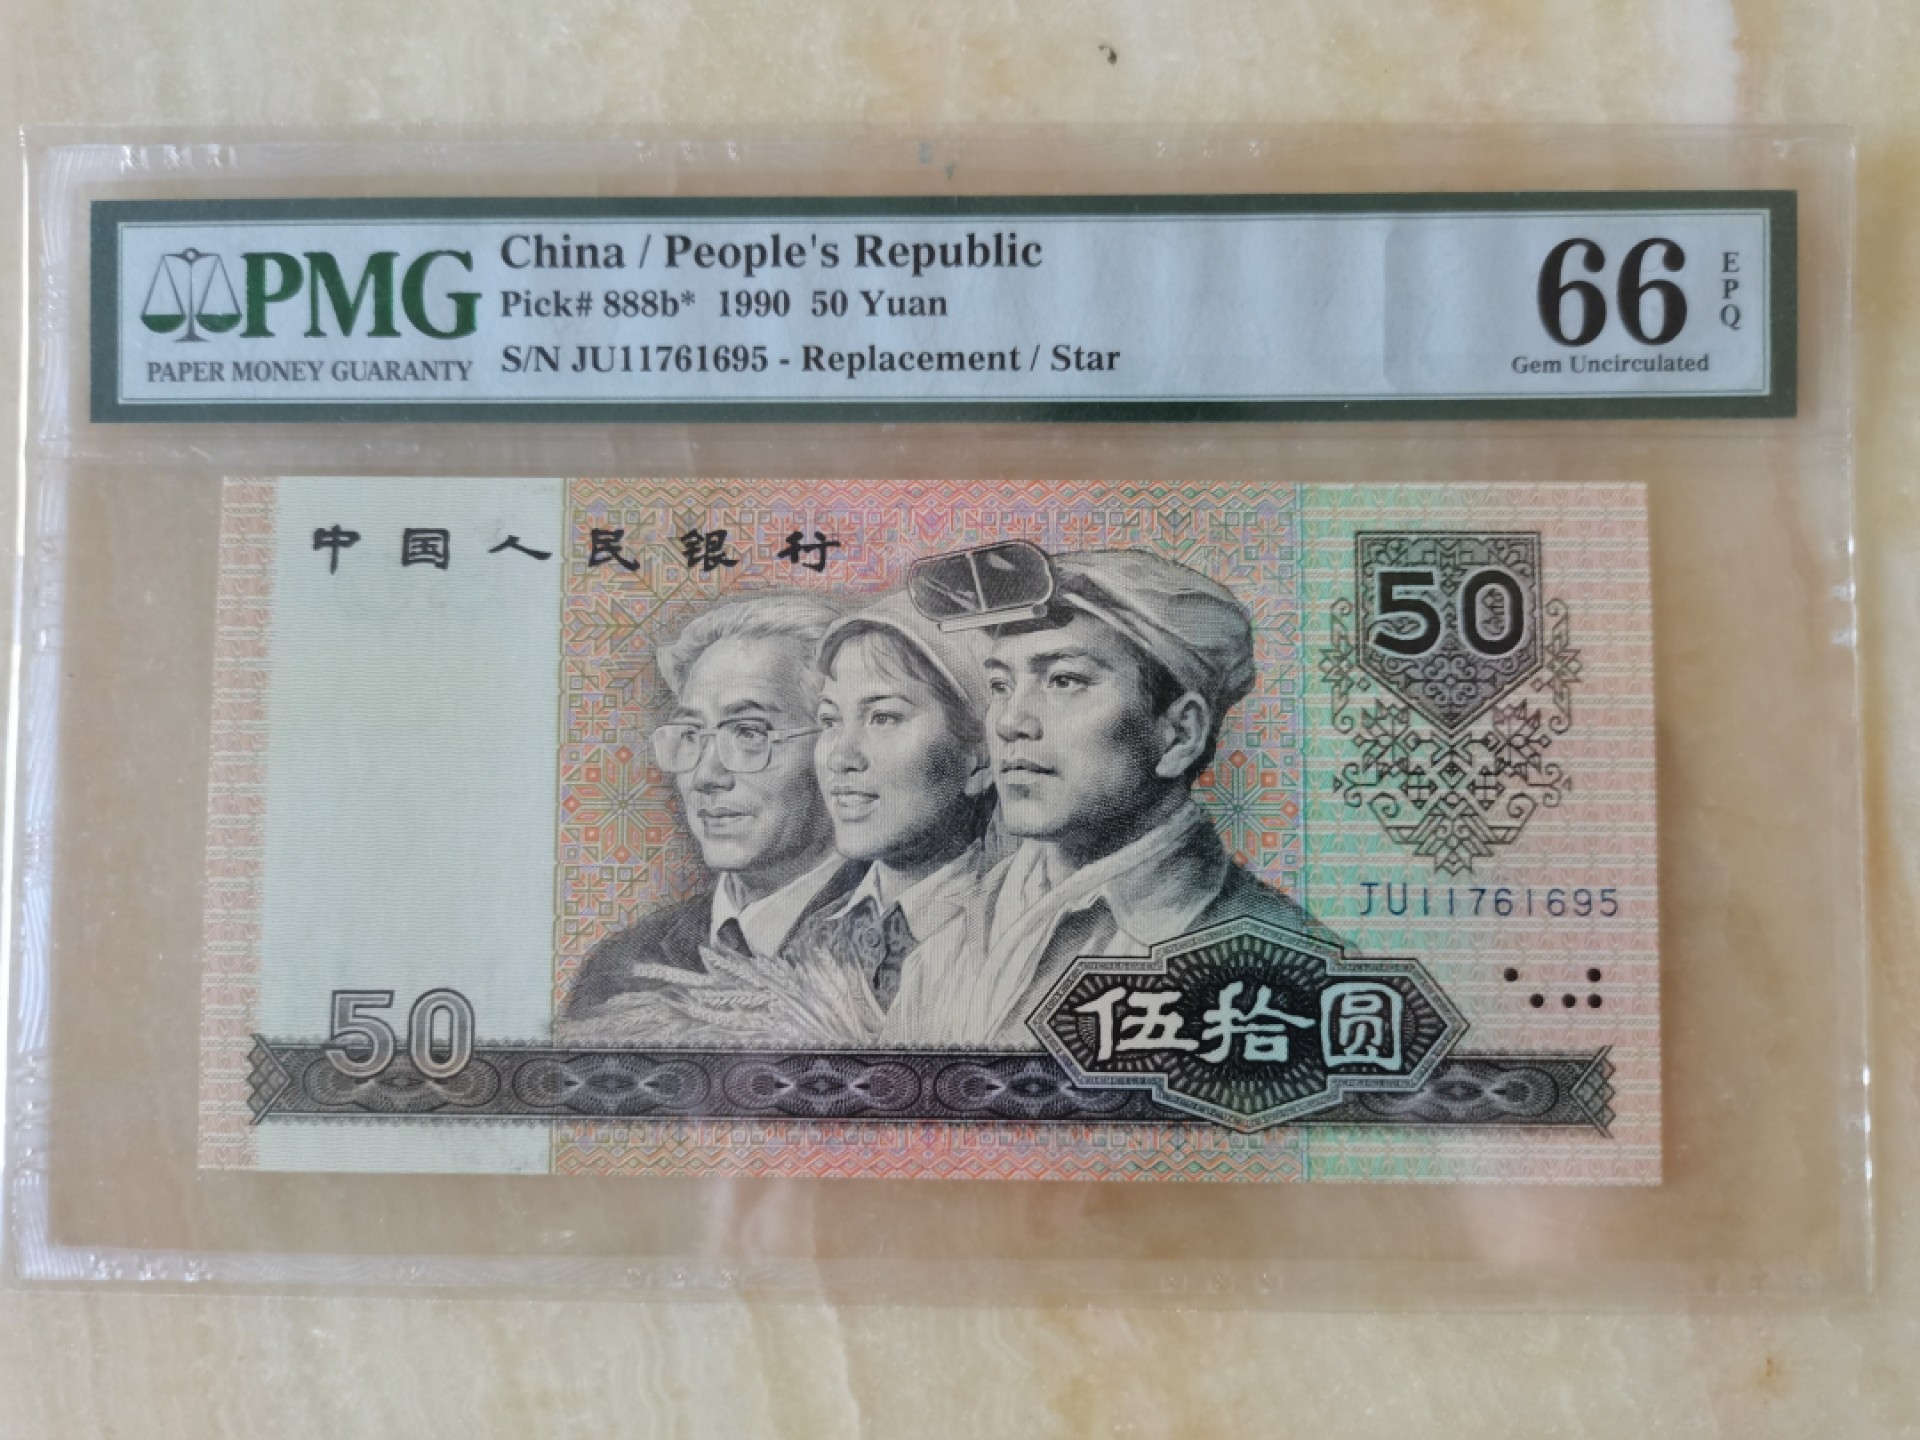 PMG
PAPER MONEY GUARANTY
China / People's Republic
Pick# 888b* 1990 50 Yuan
S/N JU11761695 - Replacement / Star
66
EPQ
Gem Uncirculated
中国人民银行
50
JU11761695
50
伍拾圆